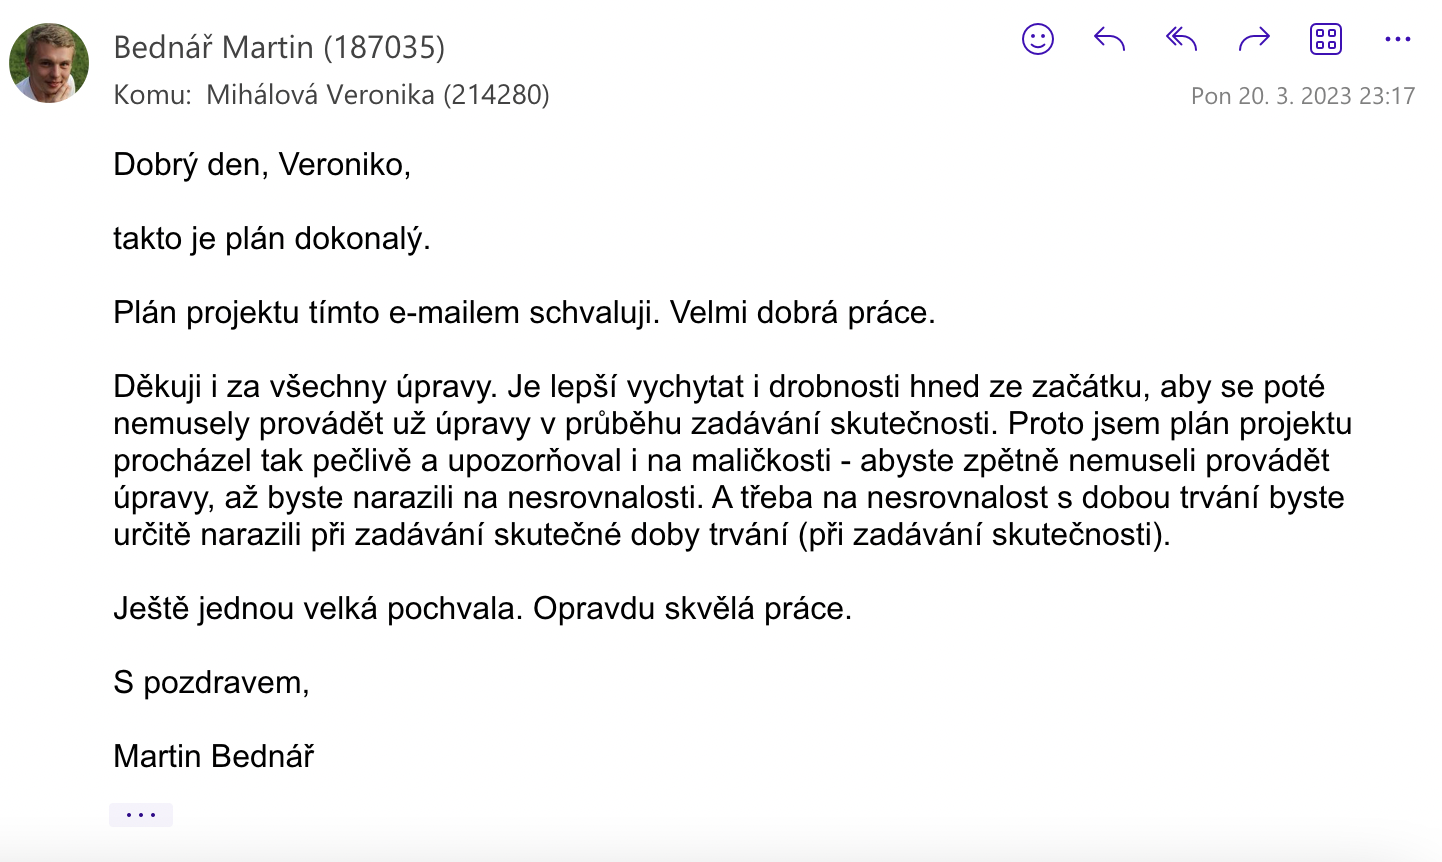 Bednář Martin (187035)
Komu: Mihálová Veronika (214280)
Pon 20. 3. 2023 23:17
Dobrý den, Veroniko,
takto je plán dokonalý.
Plán projektu tímto e-mailem schvaluji. Velmi dobrá práce.
Děkuji i za všechny úpravy. Je lepší vychytat i drobnosti hned ze začátku, aby se poté
nemusely provádět už úpravy v průběhu zadávání skutečnosti. Proto jsem plán projektu
procházel tak pečlivě a upozorňoval i na maličkosti - abyste zpětně nemuseli provádět
úpravy, až byste narazili na nesrovnalosti. A třeba na nesrovnalost s dobou trvání byste
určitě narazili při zadávání skutečné doby trvání (při zadávání skutečnosti).
Ještě jednou velká pochvala. Opravdu skvělá práce.
S pozdravem,
Martin Bednář